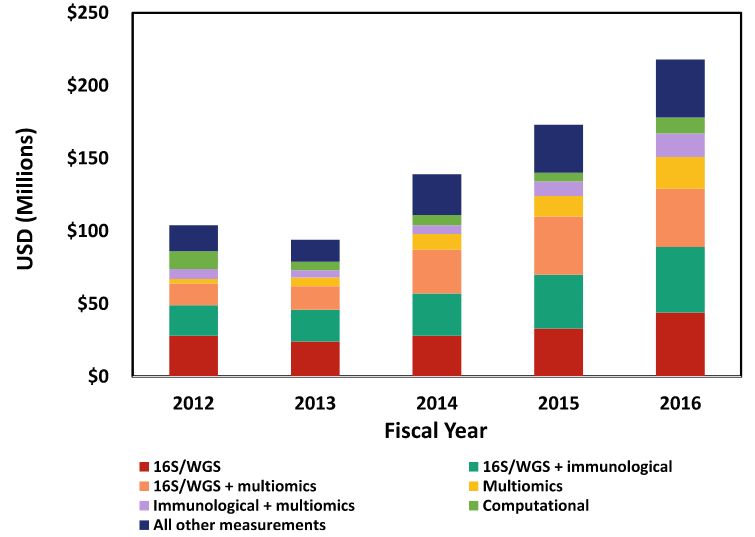 $250
$200
$150
$100
$50
$0
USD (Millions)
2012 2013 2014 2015 2016
Fiscal Year
16S/WGS 16S/WGS + immunological
16S/WGS + multiomics Multiomics
Immunological + multiomics Computational
All other measurements